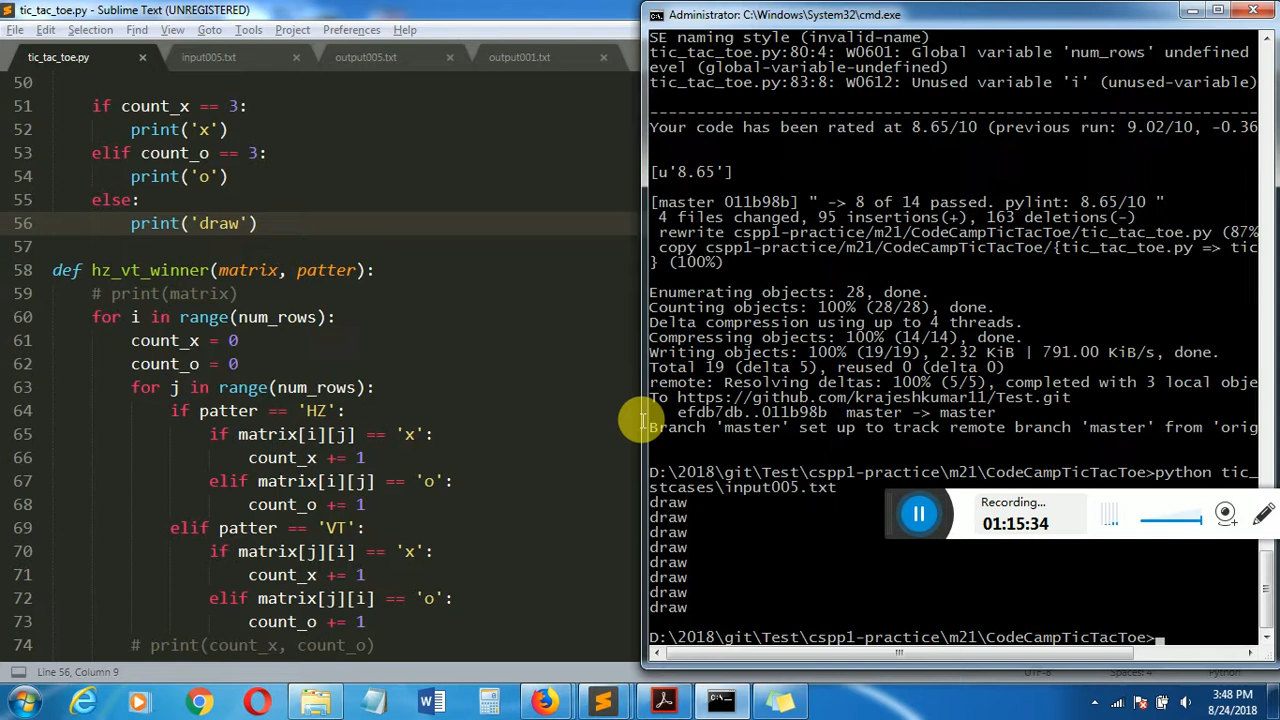 tic_tac_toe.py - Sublime Text (UNREGISTERED)
File Edit Selection Find View Goto Tools Project Preferences Help
tic_tac_toe.py × input005.txt × output005.txt × output001.txt ×
50
51 if count_x == 3:
52 print('x')
53 elif count_o == 3:
54 print('o')
55 else:
56 print('draw')
57
58 def hz_vt_winner(matrix, patter):
59 # print(matrix)
60 for i in range(num_rows):
61 count_x = 0
62 count_o = 0
63 for j in range(num_rows):
64 if patter == 'HZ':
65 if matrix[i][j] == 'x':
66 count_x += 1
67 elif matrix[i][j] == 'o':
68 count_o += 1
69 elif patter == 'VT':
70 if matrix[j][i] == 'x':
71 count_x += 1
72 elif matrix[j][i] == 'o':
73 count_o += 1
74 # print(count_x, count_o)
Line 56, Column 9
Administrator: C:\Windows\System32\cmd.exe
SE naming style (invalid-name)
tic_tac_toe.py:80:4: W0601: Global variable 'num_rows' undefined
evel (global-variable-undefined)
tic_tac_toe.py:83:8: W0612: Unused variable 'i' (unused-variable)
Your code has been rated at 8.65/10 (previous run: 9.02/10, -0.36
[u'8.65']
[master 011b98b] " -> 8 of 14 passed. pylint: 8.65/10 "
4 files changed, 95 insertions(+), 163 deletions(-)
rewrite cspp1-practice/m21/CodeCampTicTacToe/tic_tac_toe.py (87%
copy cspp1-practice/m21/CodeCampTicTacToe/{tic_tac_toe.py => tic
} (100%)
Enumerating objects: 28, done.
Counting objects: 100% (28/28), done.
Delta compression using up to 4 threads.
Compressing objects: 100% (14/14), done.
Writing objects: 100% (19/19), 2.32 KiB | 791.00 KiB/s, done.
Total 19 (delta 5), reused 0 (delta 0)
remote: Resolving deltas: 100% (5/5), completed with 3 local obje
To https://github.com/krajeshkumar11/Test.git
efdb7db..011b98b master -> master
Branch 'master' set up to track remote branch 'master' from 'orig
D:\2018\git\Test\cspp1-practice\m21\CodeCampTicTacToe>python tic_
stcases\input005.txt
draw
draw
draw
draw
draw
draw
draw
draw
D:\2018\git\Test\cspp1-practice\m21\CodeCampTicTacToe>
Recording...
01:15:34
3:48 PM
8/24/2018